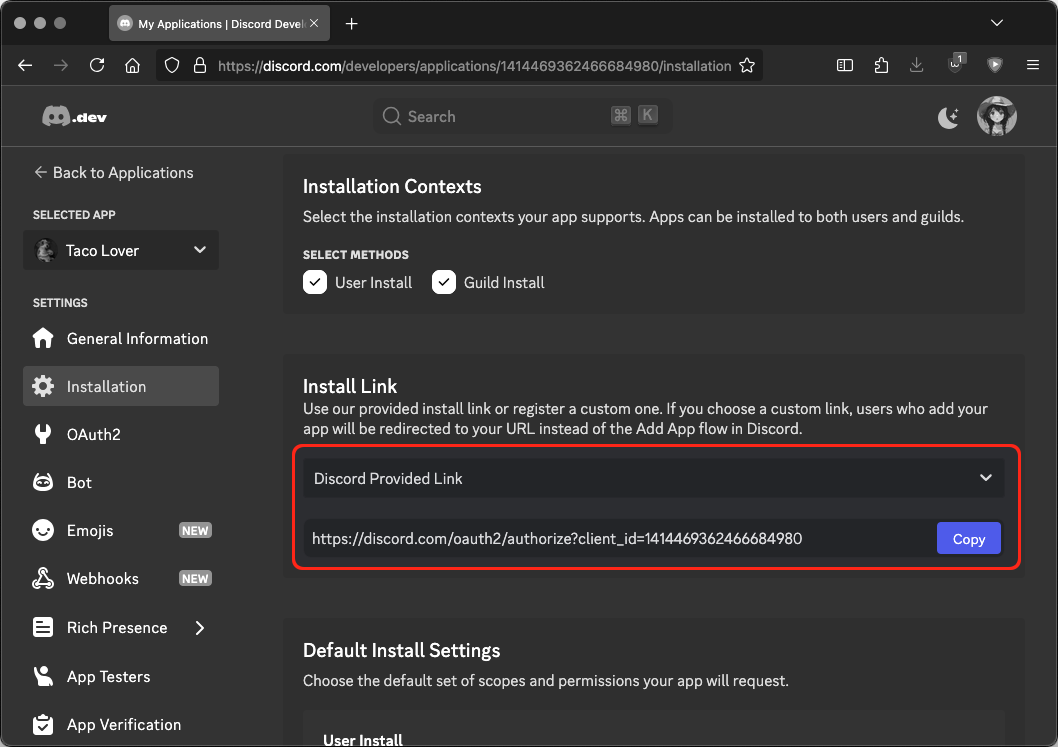 My Applications | Discord Devel
https://discord.com/developers/applications/1414469362466684980/installation
1
.dev
Search
⌘ K
Back to Applications
SELECTED APP
Taco Lover
SETTINGS
General Information
Installation
OAuth2
Bot
Emojis NEW
Webhooks NEW
Rich Presence
App Testers
App Verification
Installation Contexts
Select the installation contexts your app supports. Apps can be installed to both users and guilds.
SELECT METHODS
User Install Guild Install
Install Link
Use our provided install link or register a custom one. If you choose a custom link, users who add your
app will be redirected to your URL instead of the Add App flow in Discord.
Discord Provided Link
https://discord.com/oauth2/authorize?client_id=1414469362466684980 Copy
Default Install Settings
Choose the default set of scopes and permissions your app will request.
User Install